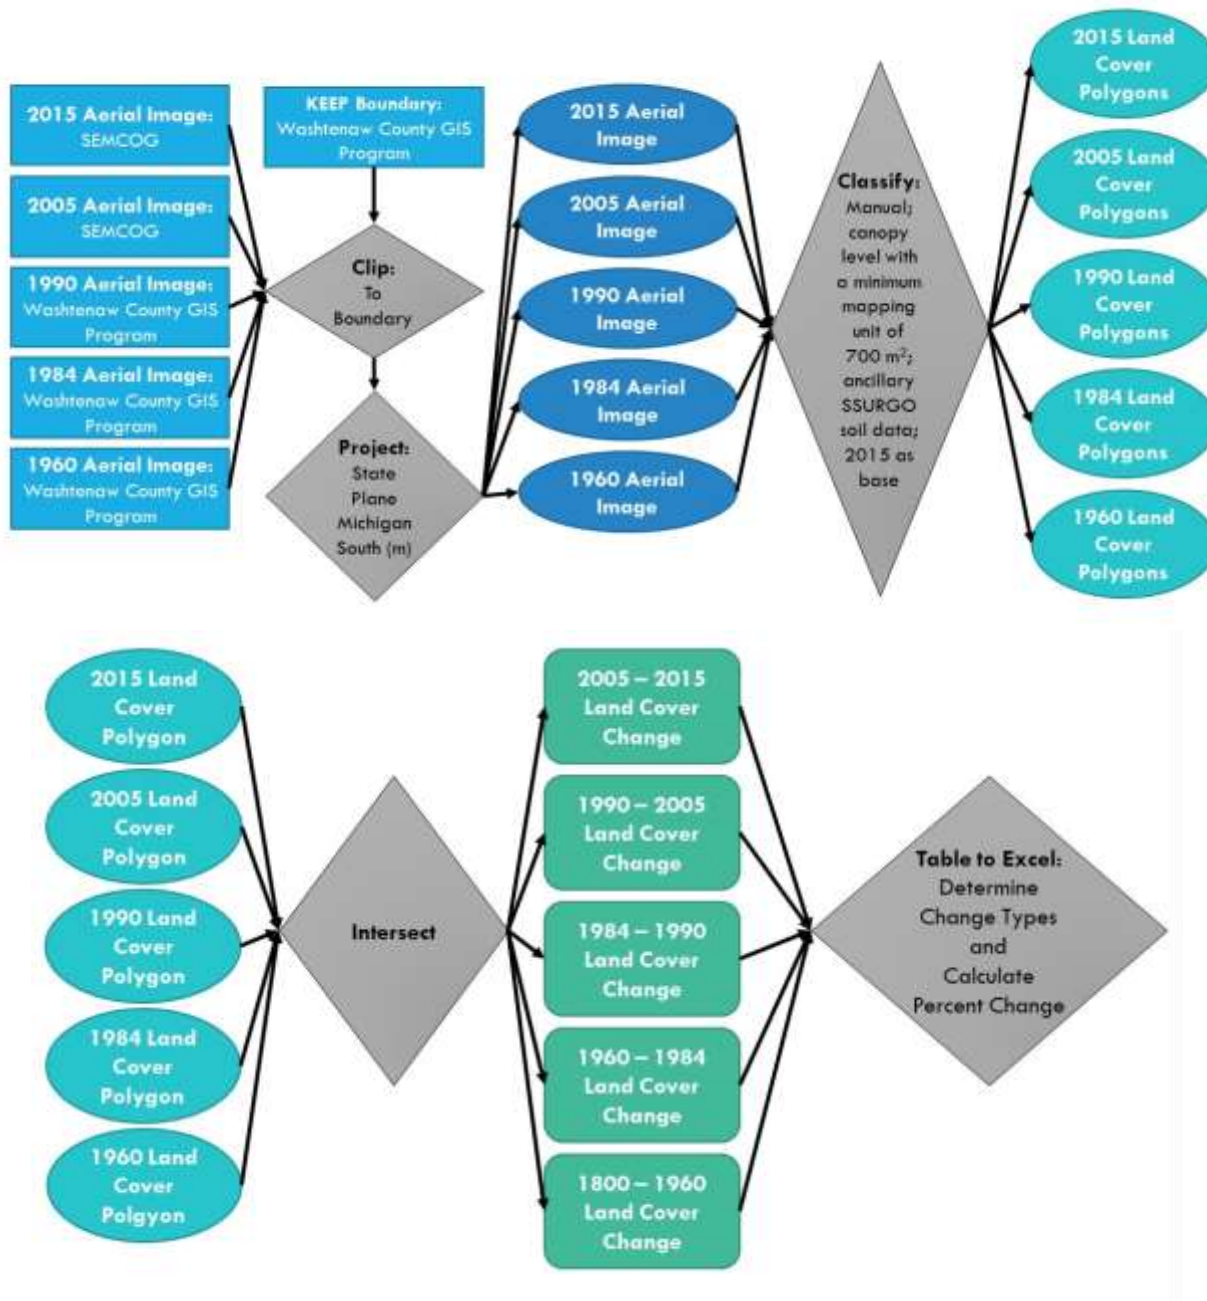 2015 Aerial Image:
SEMCOG
2005 Aerial Image:
SEMCOG
1990 Aerial Image:
Washtenaw County GIS
Program
1984 Aerial Image:
Washtenaw County GIS
Program
1960 Aerial Image:
Washtenaw County GIS
Program
KEEP Boundary:
Washtenaw County GIS
Program
Clip:
To
Boundary
Project:
State
Plane
Michigan
South (m)
2015 Aerial
Image
2005 Aerial
Image
1990 Aerial
Image
1984 Aerial
Image
1960 Aerial
Image
Classify:
Manual;
canopy
level with
a minimum
mapping
unit of
700 m²;
ancillary
SSURGO
soil data;
2015 as
base
2015 Land
Cover
Polygons
2005 Land
Cover
Polygons
1990 Land
Cover
Polygons
1984 Land
Cover
Polygons
1960 Land
Cover
Polygons
2015 Land
Cover
Polygon
2005 Land
Cover
Polygon
1990 Land
Cover
Polygon
1984 Land
Cover
Polygon
1960 Land
Cover
Polgyon
Intersect
2005 – 2015
Land Cover
Change
1990 – 2005
Land Cover
Change
1984 – 1990
Land Cover
Change
1960 – 1984
Land Cover
Change
1800 – 1960
Land Cover
Change
Table to Excel:
Determine
Change Types
and
Calculate
Percent Change